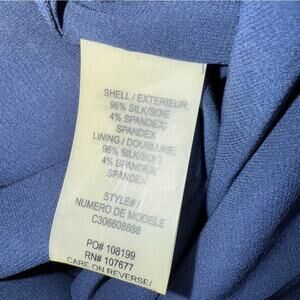 SHELL / EXTERIEUR
96% SILK/SOIE
4% SPANDEX/
SPANDEX
LINING / DOUBLURE
96% SILK/SOIE
4% SPANDEX/
SPANDEX
STYLE# /
NUMERO DE MODELE
C306608888
PO# 108199
RN# 107677
CARE ON REVERSE/